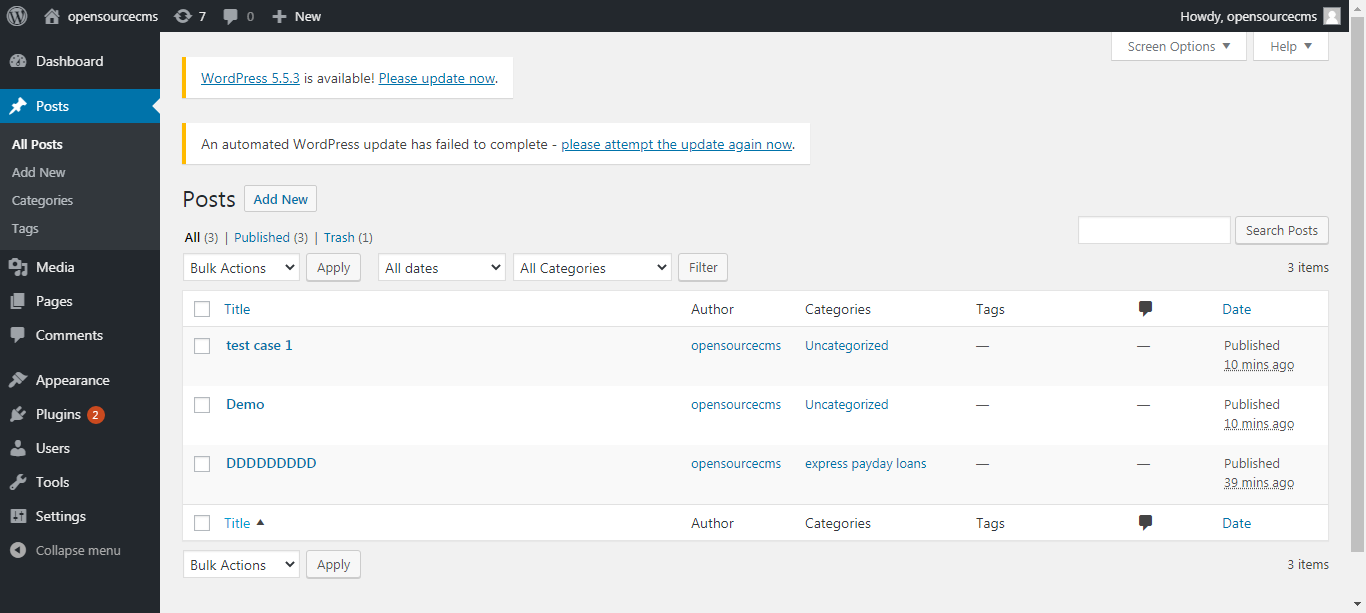 opensourcecms 7 0 New Howdy, opensourcecms
Screen Options Help
Dashboard
Posts
All Posts
Add New
Categories
Tags
Media
Pages
Comments
Appearance
Plugins 2
Users
Tools
Settings
Collapse menu
WordPress 5.5.3 is available! Please update now.
An automated WordPress update has failed to complete - please attempt the update again now.
Posts Add New
All (3) | Published (3) | Trash (1)
Search Posts
Bulk Actions Apply All dates All Categories Filter 3 items
Title Author Categories Tags Date
test case 1 opensourcecms Uncategorized — — Published
10 mins ago
Demo opensourcecms Uncategorized — — Published
10 mins ago
DDDDDDDDD opensourcecms express payday loans — — Published
39 mins ago
Title Author Categories Tags Date
Bulk Actions Apply 3 items